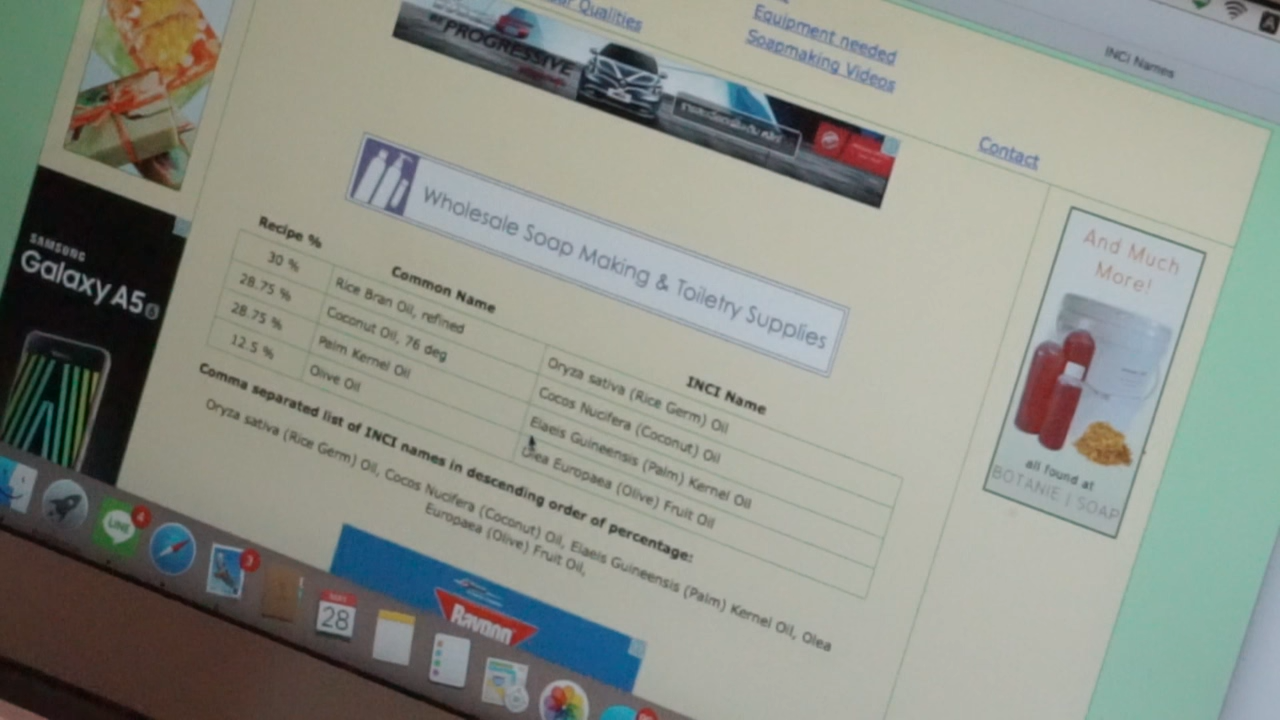 Qualities
Equipment needed
Soapmaking Videos
INCI Names
Contact
PROGRESSIVE
Wholesale Soap Making & Toiletry Supplies
And Much
More!
all found at
BOTANIE | SOAP
SAMSUNG
Galaxy A5 6
Recipe % Common Name INCI Name
30 % Rice Bran Oil, refined Oryza sativa (Rice Germ) Oil
28.75 % Coconut Oil, 76 deg Cocos Nucifera (Coconut) Oil
28.75 % Palm Kernel Oil Elaeis Guineensis (Palm) Kernel Oil
12.5 % Olive Oil Olea Europaea (Olive) Fruit Oil
Comma separated list of INCI names in descending order of percentage:
Oryza sativa (Rice Germ) Oil, Cocos Nucifera (Coconut) Oil, Elaeis Guineensis (Palm) Kernel Oil, Olea
Europaea (Olive) Fruit Oil,
LINE
4
3
28